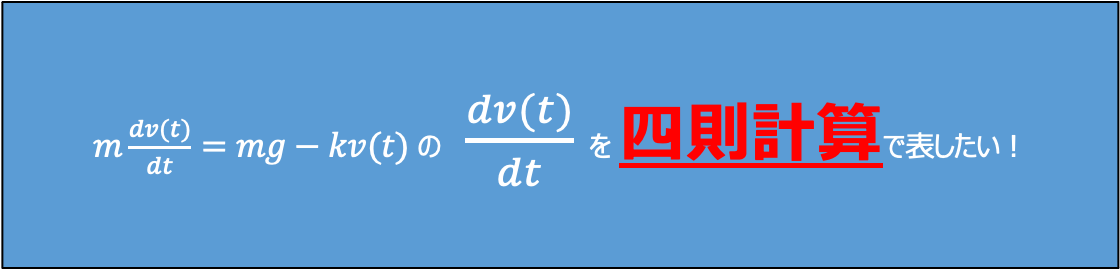 m dv(t)/dt = mg − kv(t) の dv(t)/dt を 四則計算で表したい！